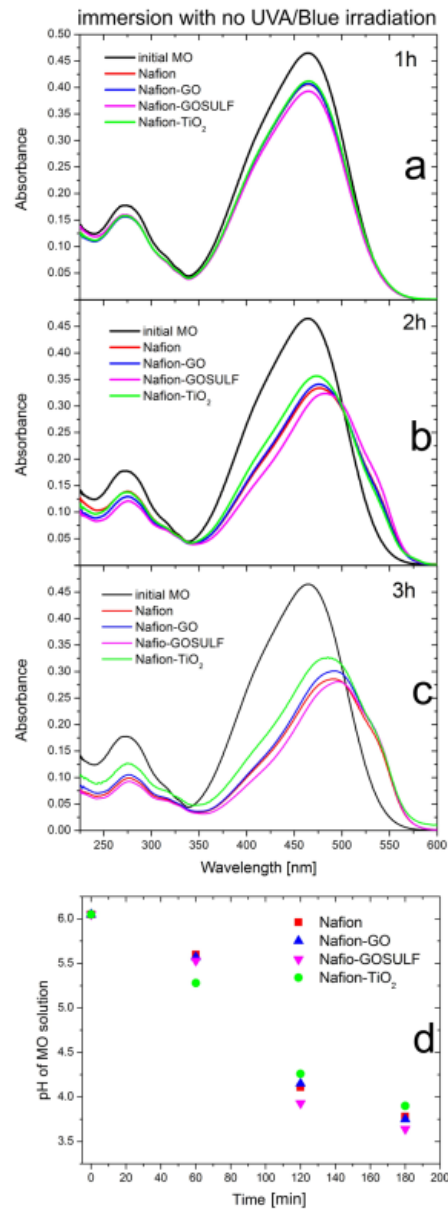 immersion with no UVA/Blue irradiation
0.50
0.45
0.40
0.35
0.30
0.25
0.20
0.15
0.10
0.05
Absorbance
initial MO
Nafion
Nafion-GO
Nafion-GOSULF
Nafion-TiO2
1h
a
0.45
0.40
0.35
0.30
0.25
0.20
0.15
0.10
0.05
Absorbance
initial MO
Nafion
Nafion-GO
Nafion-GOSULF
Nafion-TiO2
2h
b
0.45
0.40
0.35
0.30
0.25
0.20
0.15
0.10
0.05
0.00
Absorbance
initial MO
Nafion
Nafion-GO
Nafio-GOSULF
Nafion-TiO2
3h
c
250 300 350 400 450 500 550 600
Wavelength [nm]
6.0
5.5
5.0
4.5
4.0
3.5
pH of MO solution
Nafion
Nafion-GO
Nafio-GOSULF
Nafion-TiO2
d
0 20 40 60 80 100 120 140 160 180 200
Time [min]